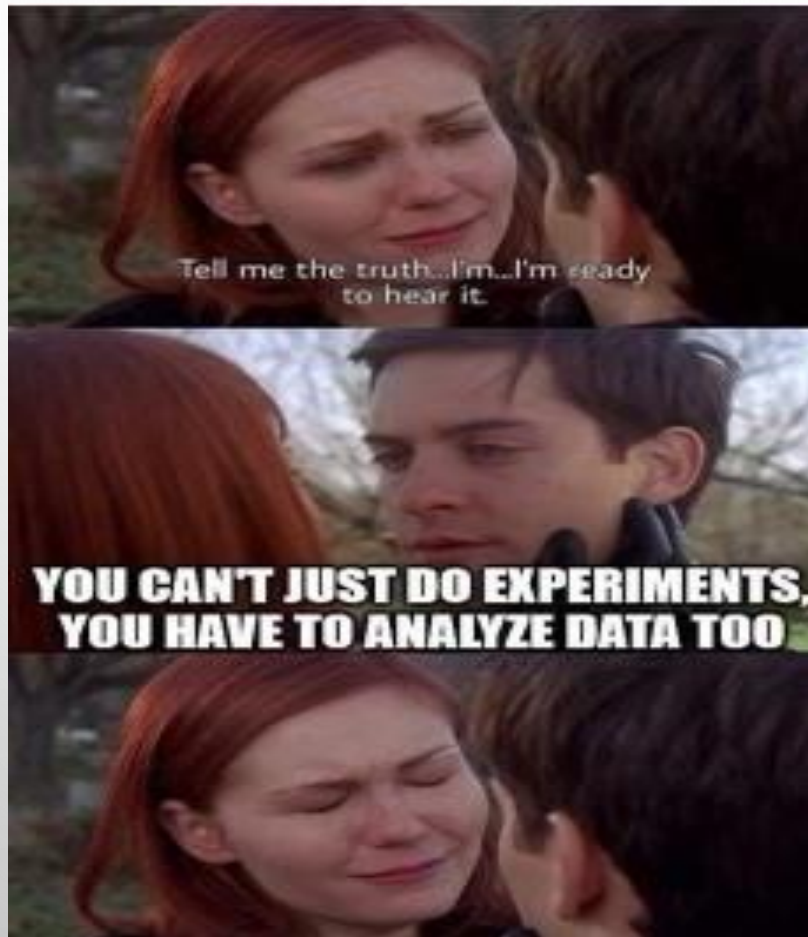 Tell me the truth...I'm...I'm ready
to hear it.
YOU CAN'T JUST DO EXPERIMENTS,
YOU HAVE TO ANALYZE DATA TOO